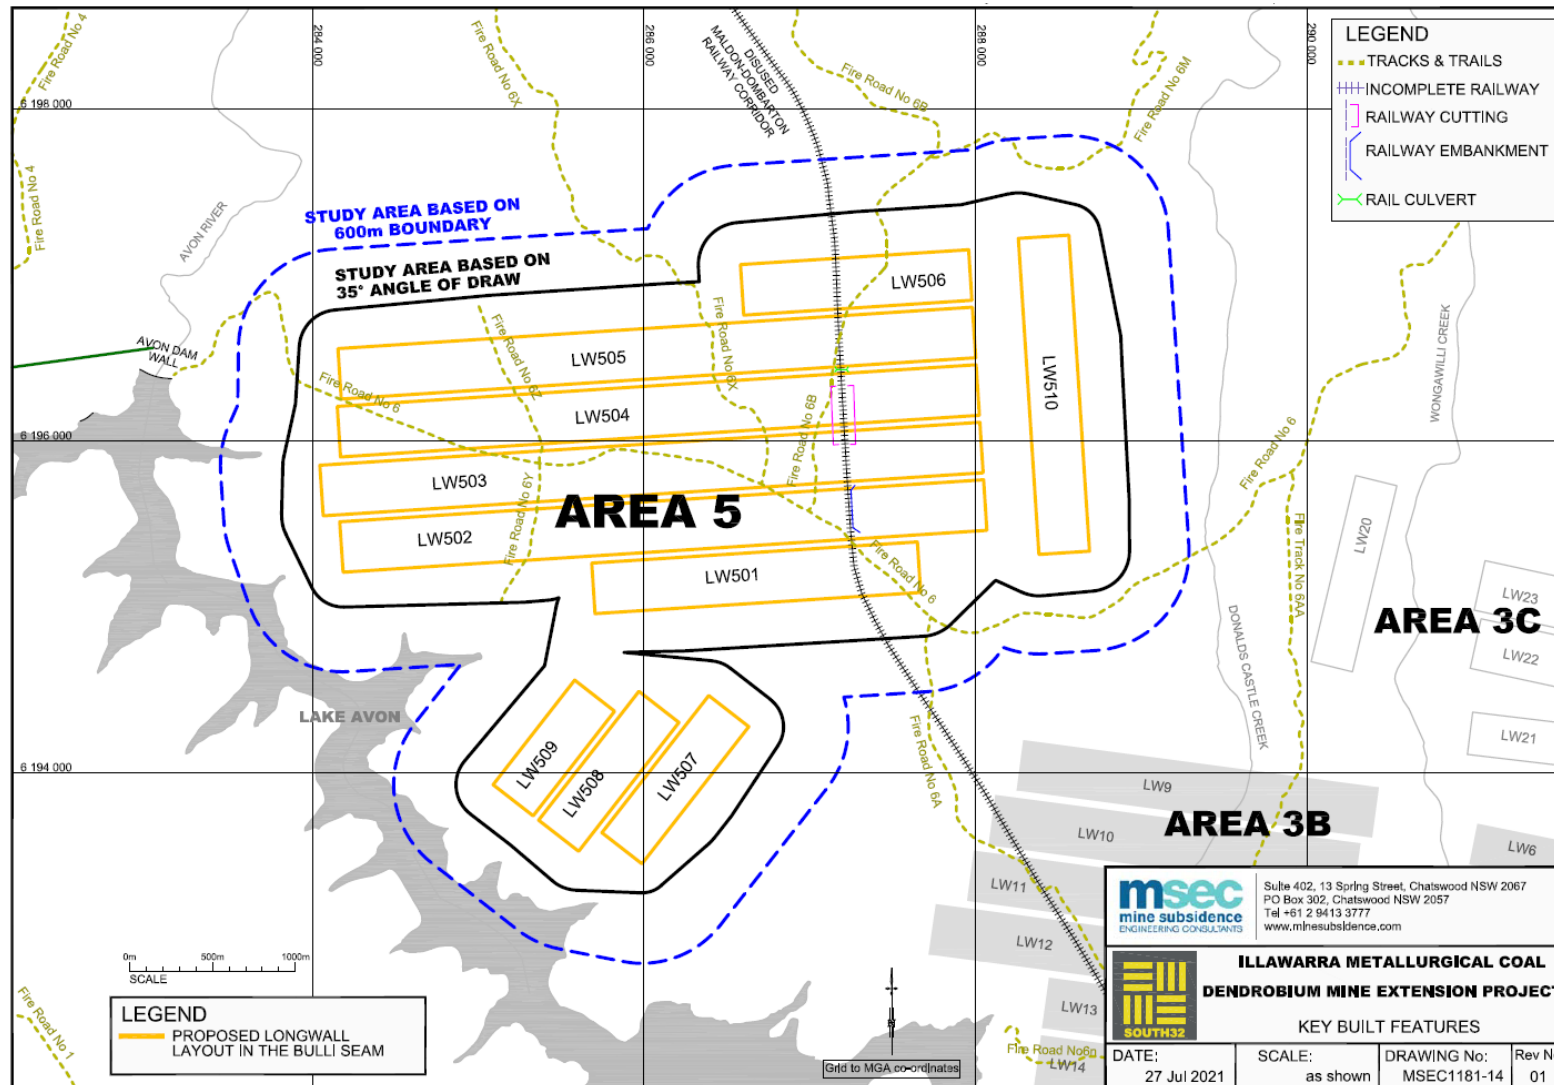 284 000
286 000
288 000
290 000
6 198 000
6 196 000
6 194 000
Fire Road No 4
Fire Road No 4
Fire Road No 6X
DISUSED
MALDON-DOMBARTON
RAILWAY CORRIDOR
Fire Road No 6B
Fire Road No 6M
LEGEND
TRACKS & TRAILS
INCOMPLETE RAILWAY
RAILWAY CUTTING
RAILWAY EMBANKMENT
RAIL CULVERT
AVON RIVER
STUDY AREA BASED ON
600m BOUNDARY
STUDY AREA BASED ON
35° ANGLE OF DRAW
AVON DAM
WALL
LW506
LW505
LW504
LW503
LW502
LW501
LW510
Fire Road No 6
Fire Road No 6Z
Fire Road No 6X
Fire Road No 6B
Fire Road No 6Y
Fire Road No 6
Fire Road No 6
Fire Track No 6AA
Fire Road No 6A
AREA 5
WONGAWILLI CREEK
DONALDS CASTLE CREEK
LW20
LW23
LW22
LW21
AREA 3C
LAKE AVON
LW509
LW508
LW507
LW9
LW10
LW11
LW12
LW13
LW14
LW6
AREA 3B
Fire Road No6n
Fire Road No 1
0m 500m 1000m
SCALE
LEGEND
PROPOSED LONGWALL
LAYOUT IN THE BULLI SEAM
N
Grid to MGA co-ordinates
msec
mine subsidence
ENGINEERING CONSULTANTS
Suite 402, 13 Spring Street, Chatswood NSW 2067
PO Box 302, Chatswood NSW 2057
Tel +61 2 9413 3777
www.minesubsidence.com
SOUTH32
ILLAWARRA METALLURGICAL COAL
DENDROBIUM MINE EXTENSION PROJECT
KEY BUILT FEATURES
DATE:
27 Jul 2021
SCALE:
as shown
DRAWING No:
MSEC1181-14
Rev N
01